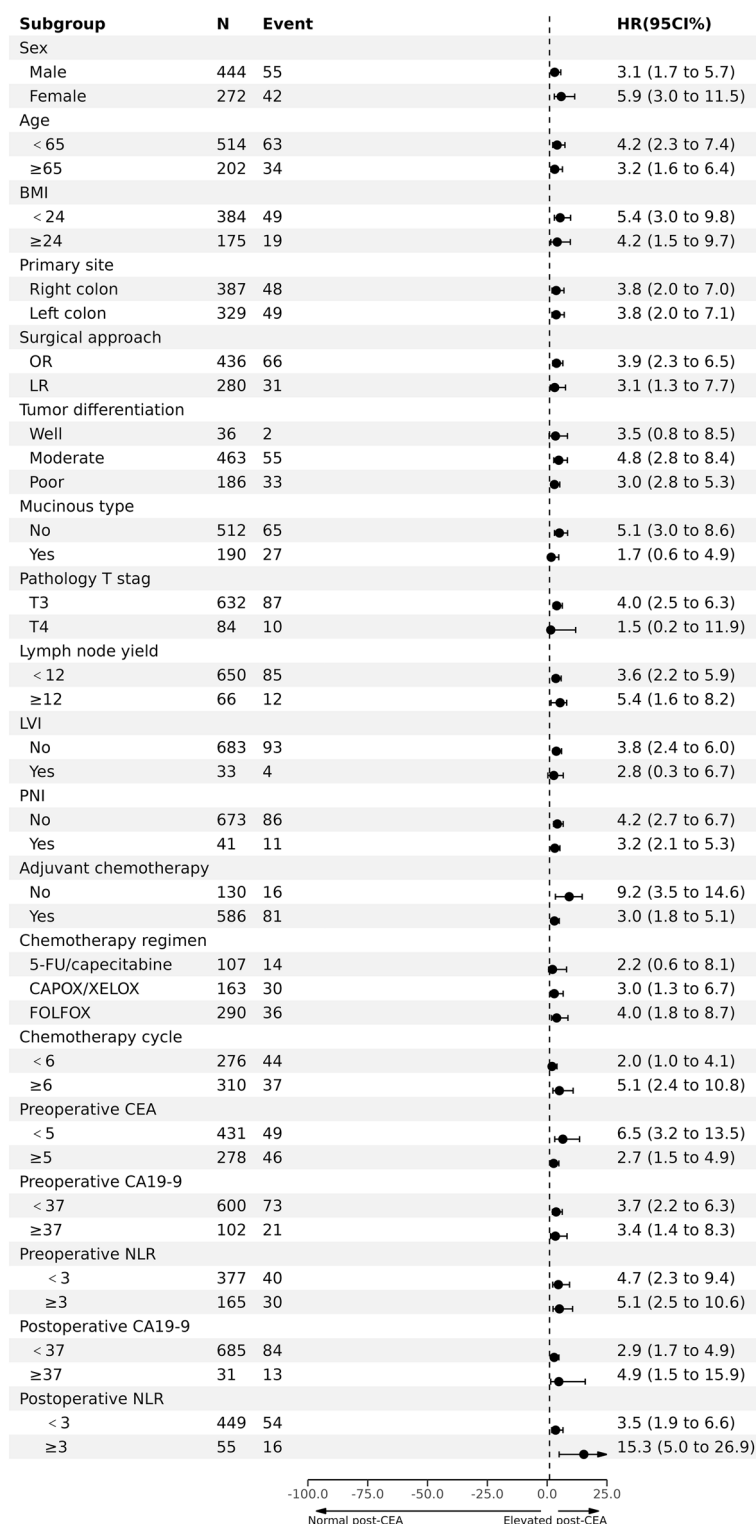 Subgroup N Event HR(95CI%)
Sex
Male 444 55 3.1 (1.7 to 5.7)
Female 272 42 5.9 (3.0 to 11.5)
Age
<65 514 63 4.2 (2.3 to 7.4)
≥65 202 34 3.2 (1.6 to 6.4)
BMI
<24 384 49 5.4 (3.0 to 9.8)
≥24 175 19 4.2 (1.5 to 9.7)
Primary site
Right colon 387 48 3.8 (2.0 to 7.0)
Left colon 329 49 3.8 (2.0 to 7.1)
Surgical approach
OR 436 66 3.9 (2.3 to 6.5)
LR 280 31 3.1 (1.3 to 7.7)
Tumor differentiation
Well 36 2 3.5 (0.8 to 8.5)
Moderate 463 55 4.8 (2.8 to 8.4)
Poor 186 33 3.0 (2.8 to 5.3)
Mucinous type
No 512 65 5.1 (3.0 to 8.6)
Yes 190 27 1.7 (0.6 to 4.9)
Pathology T stag
T3 632 87 4.0 (2.5 to 6.3)
T4 84 10 1.5 (0.2 to 11.9)
Lymph node yield
<12 650 85 3.6 (2.2 to 5.9)
≥12 66 12 5.4 (1.6 to 8.2)
LVI
No 683 93 3.8 (2.4 to 6.0)
Yes 33 4 2.8 (0.3 to 6.7)
PNI
No 673 86 4.2 (2.7 to 6.7)
Yes 41 11 3.2 (2.1 to 5.3)
Adjuvant chemotherapy
No 130 16 9.2 (3.5 to 14.6)
Yes 586 81 3.0 (1.8 to 5.1)
Chemotherapy regimen
5-FU/capecitabine 107 14 2.2 (0.6 to 8.1)
CAPOX/XELOX 163 30 3.0 (1.3 to 6.7)
FOLFOX 290 36 4.0 (1.8 to 8.7)
Chemotherapy cycle
<6 276 44 2.0 (1.0 to 4.1)
≥6 310 37 5.1 (2.4 to 10.8)
Preoperative CEA
<5 431 49 6.5 (3.2 to 13.5)
≥5 278 46 2.7 (1.5 to 4.9)
Preoperative CA19-9
<37 600 73 3.7 (2.2 to 6.3)
≥37 102 21 3.4 (1.4 to 8.3)
Preoperative NLR
<3 377 40 4.7 (2.3 to 9.4)
≥3 165 30 5.1 (2.5 to 10.6)
Postoperative CA19-9
<37 685 84 2.9 (1.7 to 4.9)
≥37 31 13 4.9 (1.5 to 15.9)
Postoperative NLR
<3 449 54 3.5 (1.9 to 6.6)
≥3 55 16 15.3 (5.0 to 26.9)
-100.0 -75.0 -50.0 -25.0 0.0 25.0
Normal post-CEA Elevated post-CEA